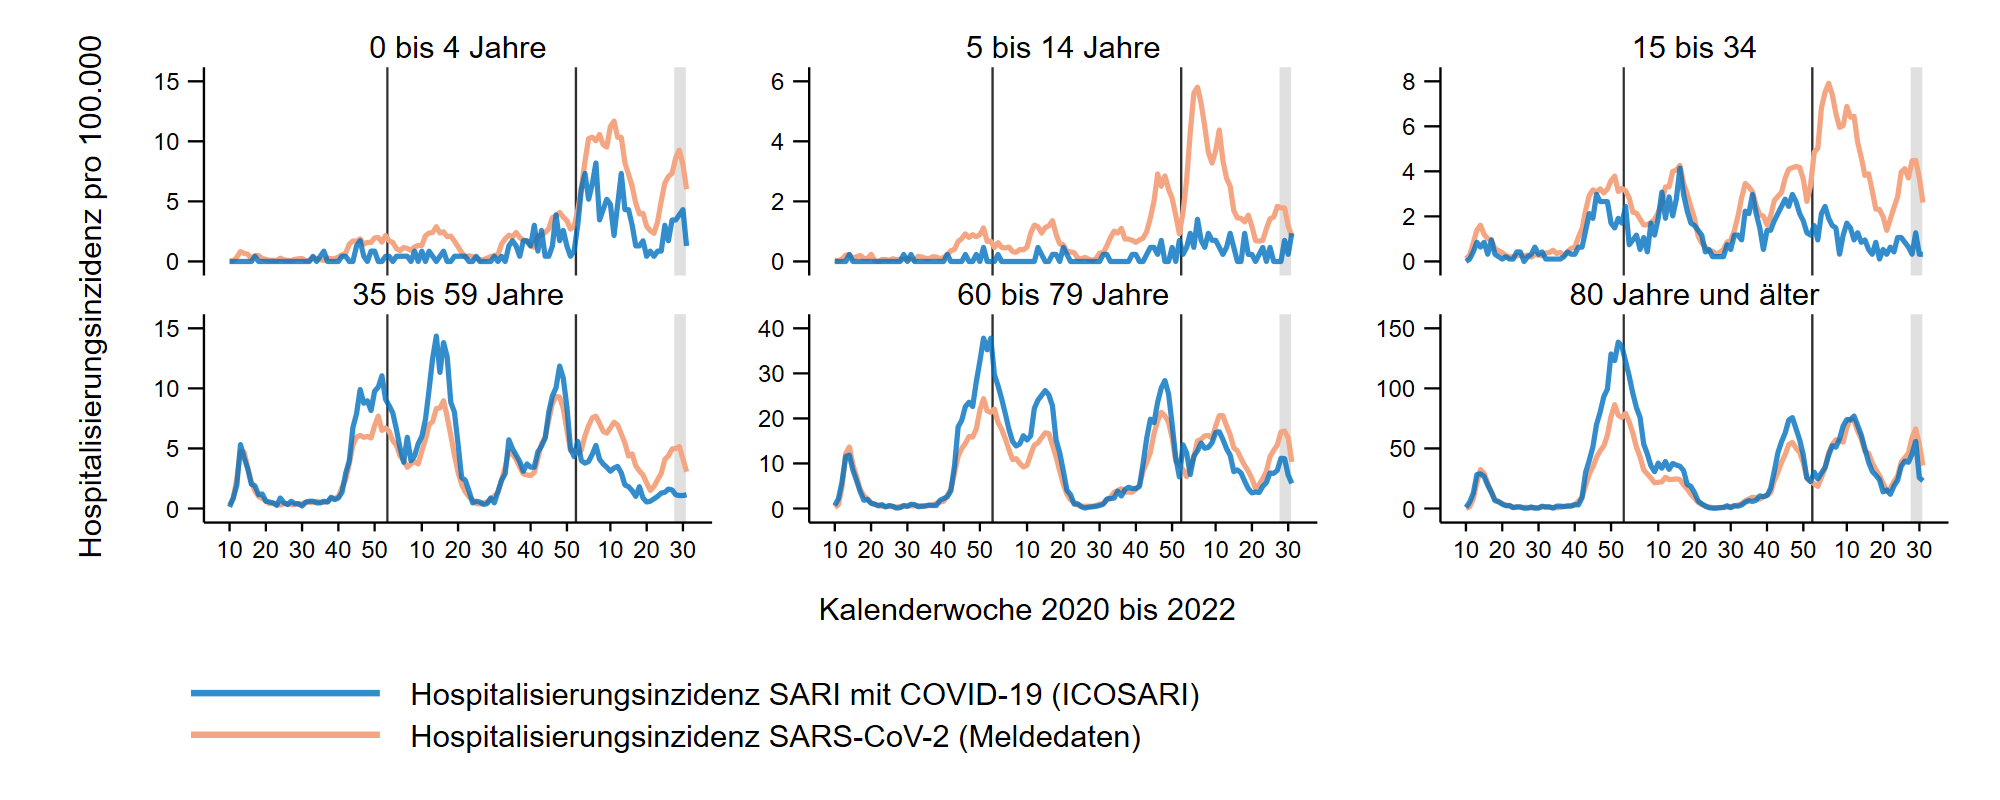 Hospitalisierungsinzidenz pro 100.000
0 bis 4 Jahre
15
10
5
0
5 bis 14 Jahre
6
4
2
0
15 bis 34
8
6
4
2
0
35 bis 59 Jahre
15
10
5
0
10 20 30 40 50 10 20 30 40 50 10 20 30
60 bis 79 Jahre
40
30
20
10
0
10 20 30 40 50 10 20 30 40 50 10 20 30
80 Jahre und älter
150
100
50
0
10 20 30 40 50 10 20 30 40 50 10 20 30
Kalenderwoche 2020 bis 2022
Hospitalisierungsinzidenz SARI mit COVID-19 (ICOSARI)
Hospitalisierungsinzidenz SARS-CoV-2 (Meldedaten)